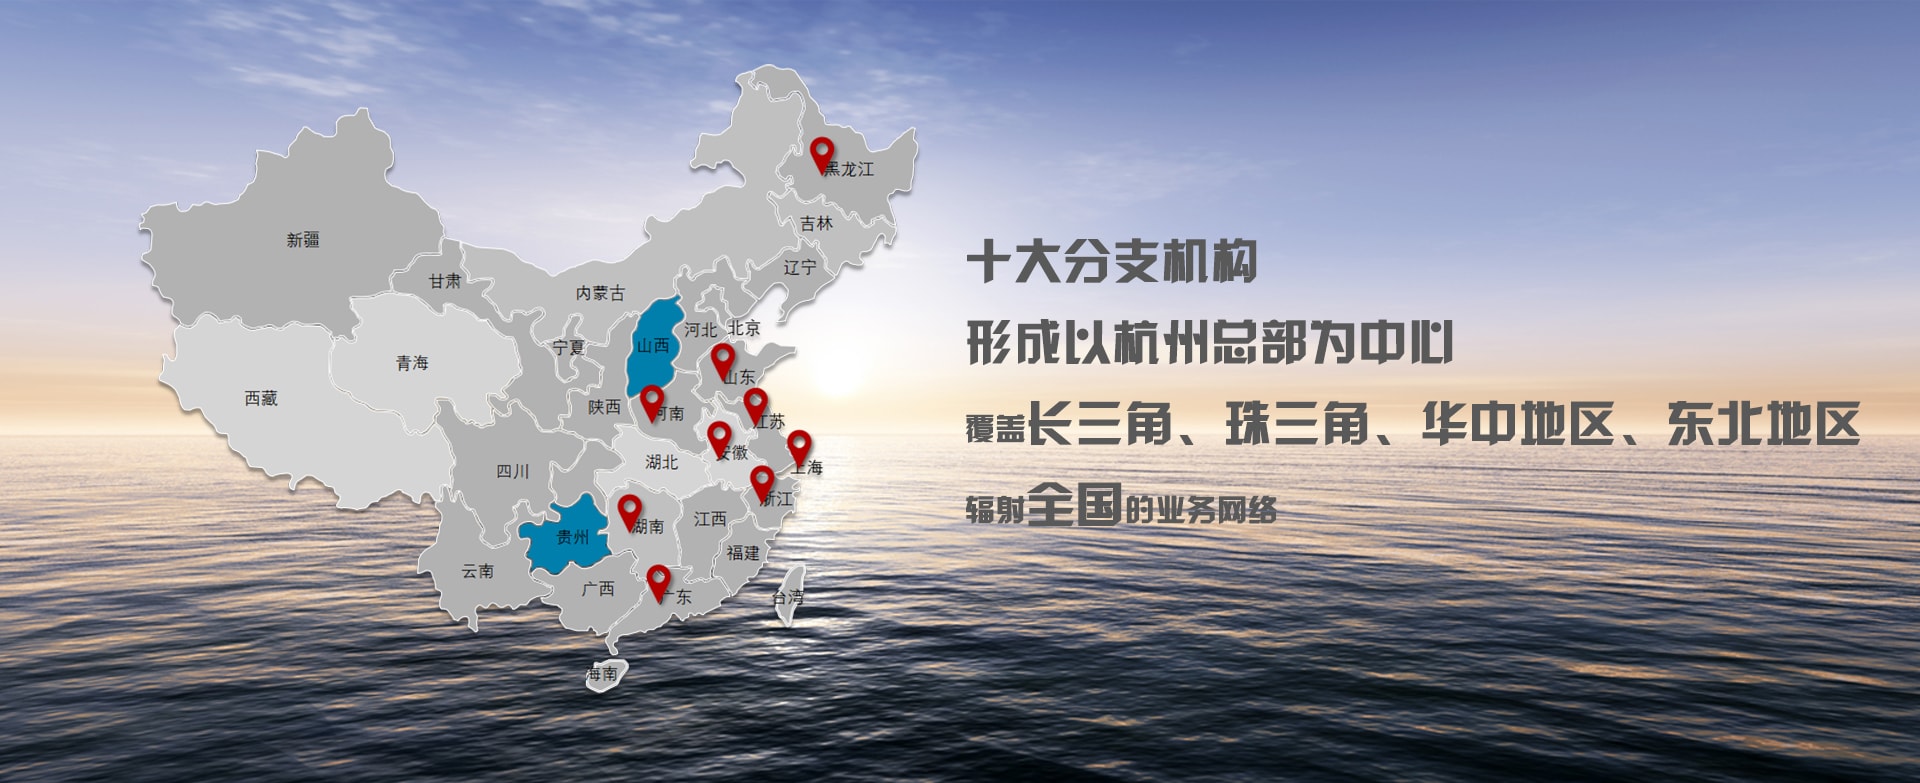 黑龙江
吉林
新疆
辽宁
甘肃
内蒙古
河北 北京
宁夏 山西
青海
山东
西藏
陕西 河南
江苏
安徽
湖北
上海
四川
浙江
江西
湖南
贵州
福建
云南
广西
广东
台湾
海南
十大分支机构
形成以杭州总部为中心
覆盖长三角、珠三角、华中地区、东北地区
辐射全国的业务网络